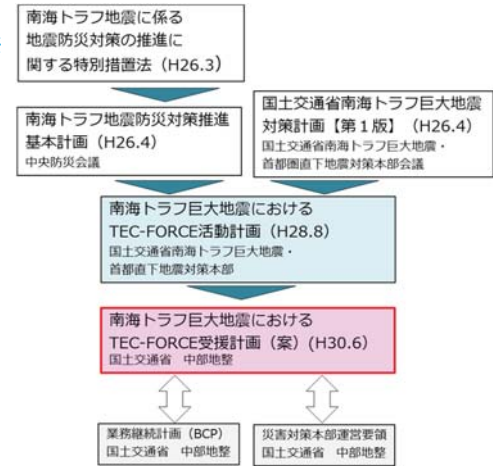 南海トラフ地震に係る
地震防災対策の推進に
関する特別措置法(H26.3)
南海トラフ地震防災対策推進
基本計画(H26.4)
中央防災会議
国土交通省南海トラフ巨大地震
対策計画【第1版】(H26.4)
国土交通省南海トラフ巨大地震・
首都圏直下地震対策本部会議
南海トラフ巨大地震における
TEC-FORCE活動計画(H28.8)
国土交通省南海トラフ巨大地震・
首都直下地震対策本部
南海トラフ巨大地震における
TEC-FORCE受援計画(案)(H30.6)
国土交通省 中部地整
業務継続計画(BCP)
国土交通省 中部地整
災害対策本部運営要領
国土交通省 中部地整